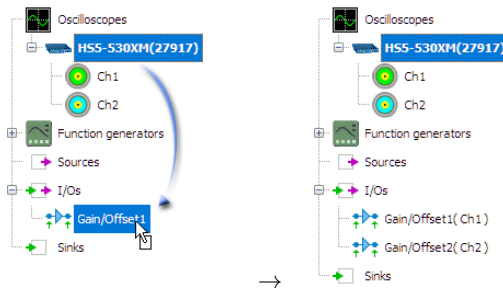 Oscilloscopes
HS5-530XM(27917)
Ch1
Ch2
Function generators
Sources
I/Os
Gain/Offset1
Sinks
→
Oscilloscopes
HS5-530XM(27917)
Ch1
Ch2
Function generators
Sources
I/Os
Gain/Offset1( Ch1 )
Gain/Offset2( Ch2 )
Sinks